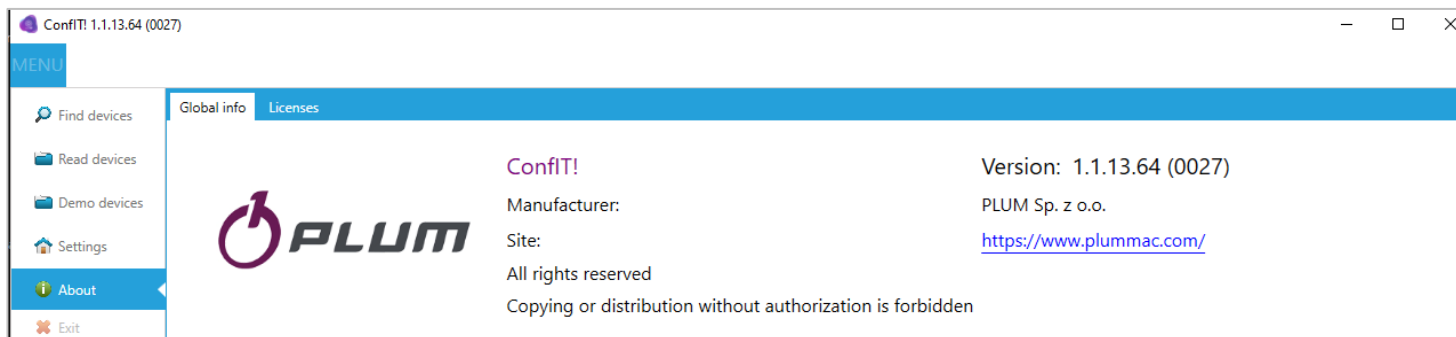 ConfIT! 1.1.13.64 (0027)
MENU
Find devices
Read devices
Demo devices
Settings
About
Exit
Global info Licenses
PLUM
ConfIT! Version: 1.1.13.64 (0027)
Manufacturer: PLUM Sp. z o.o.
Site: https://www.plummac.com/
All rights reserved
Copying or distribution without authorization is forbidden